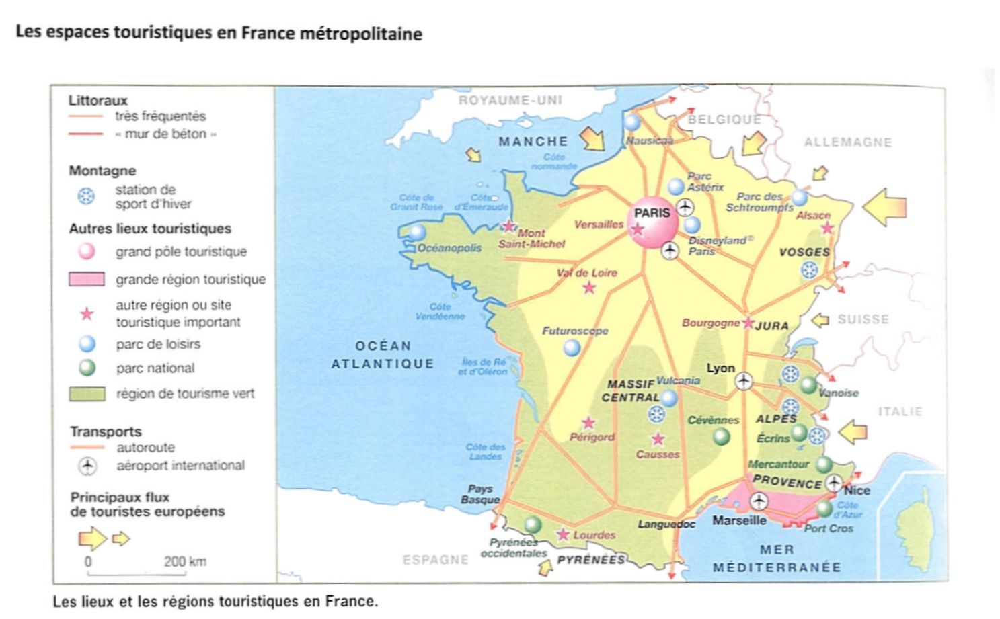 Les espaces touristiques en France métropolitaine
Littoraux
très fréquentés
« mur de béton »
Montagne
station de
sport d'hiver
Autres lieux touristiques
grand pôle touristique
grande région touristique
autre région ou site
touristique important
parc de loisirs
parc national
région de tourisme vert
Transports
autoroute
aéroport international
Principaux flux
de touristes européens
0 200 km
ROYAUME-UNI
BELGIQUE
ALLEMAGNE
MANCHE
Nausicaà
Côte
normande
Parc
Astérix
Parc des
Schtroumpfs
Côte de
Granit Rose
Côte
d'Émeraude
PARIS
Versailles
Alsace
Océanopolis
Mont
Saint-Michel
Disneyland®
Paris
VOSGES
Val de Loire
Côte
Vendéenne
Bourgogne
JURA
SUISSE
Futuroscope
OCÉAN
ATLANTIQUE
Îles de Ré
et d'Oléron
Lyon
MASSIF
CENTRAL
Vulcania
Vanoise
ITALIE
Périgord
Cévènnes
ALPES
Écrins
Causses
Côte des
Landes
Mercantour
PROVENCE
Nice
Pays
Basque
Côte
d'Azur
Languedoc
Marseille
Port Cros
Pyrénées
occidentales
Lourdes
ESPAGNE
PYRÉNÉES
MER
MÉDITERRANÉE
Les lieux et les régions touristiques en France.